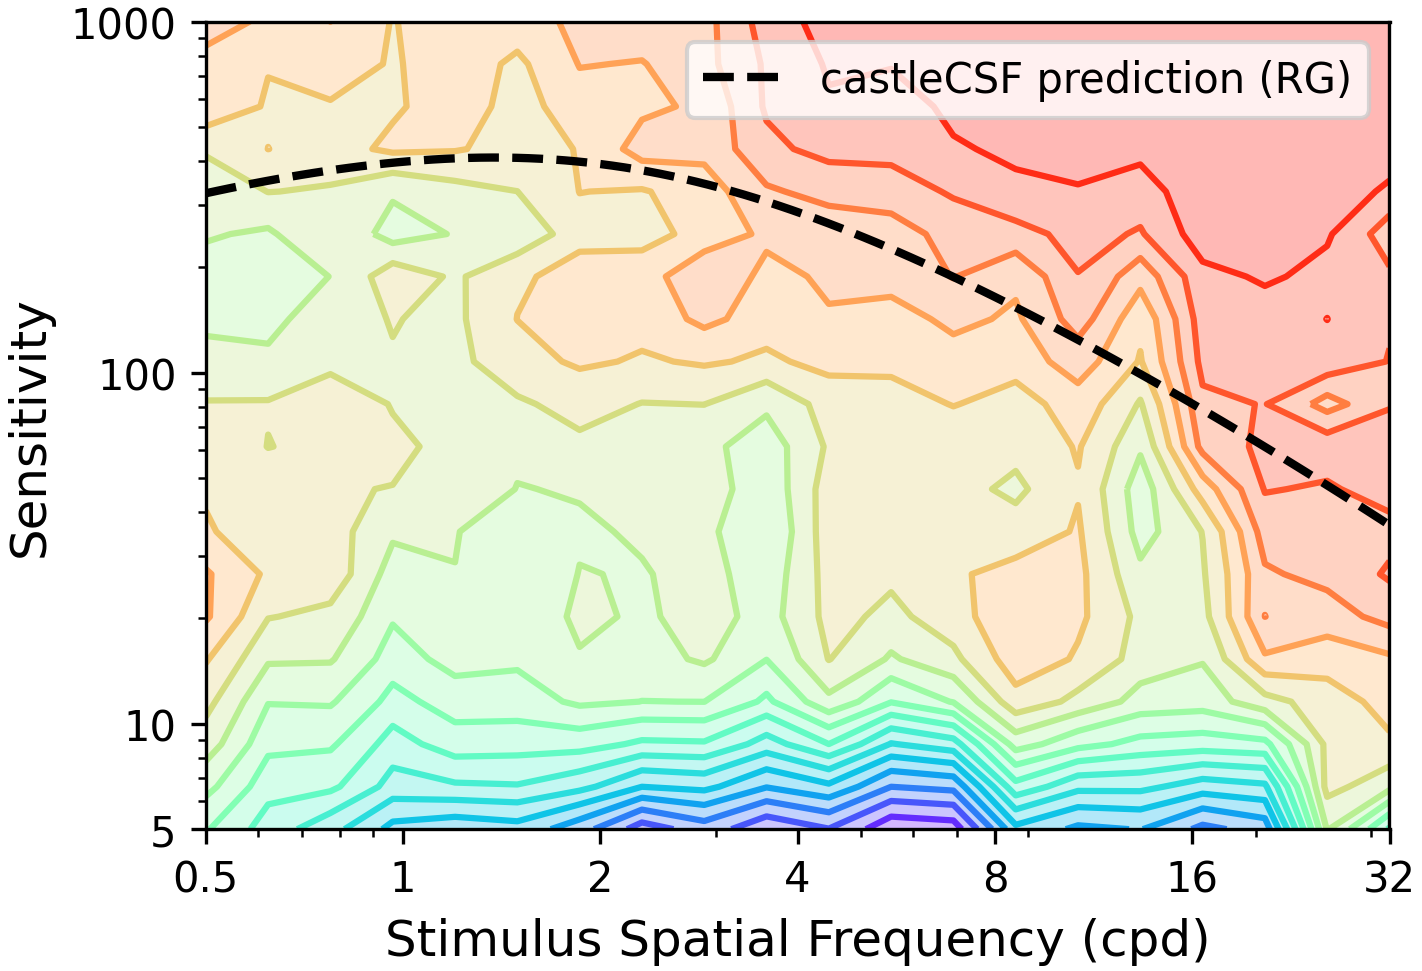 1000
castleCSF prediction (RG)
Sensitivity
100
10
5
0.5 1 2 4 8 16 32
Stimulus Spatial Frequency (cpd)